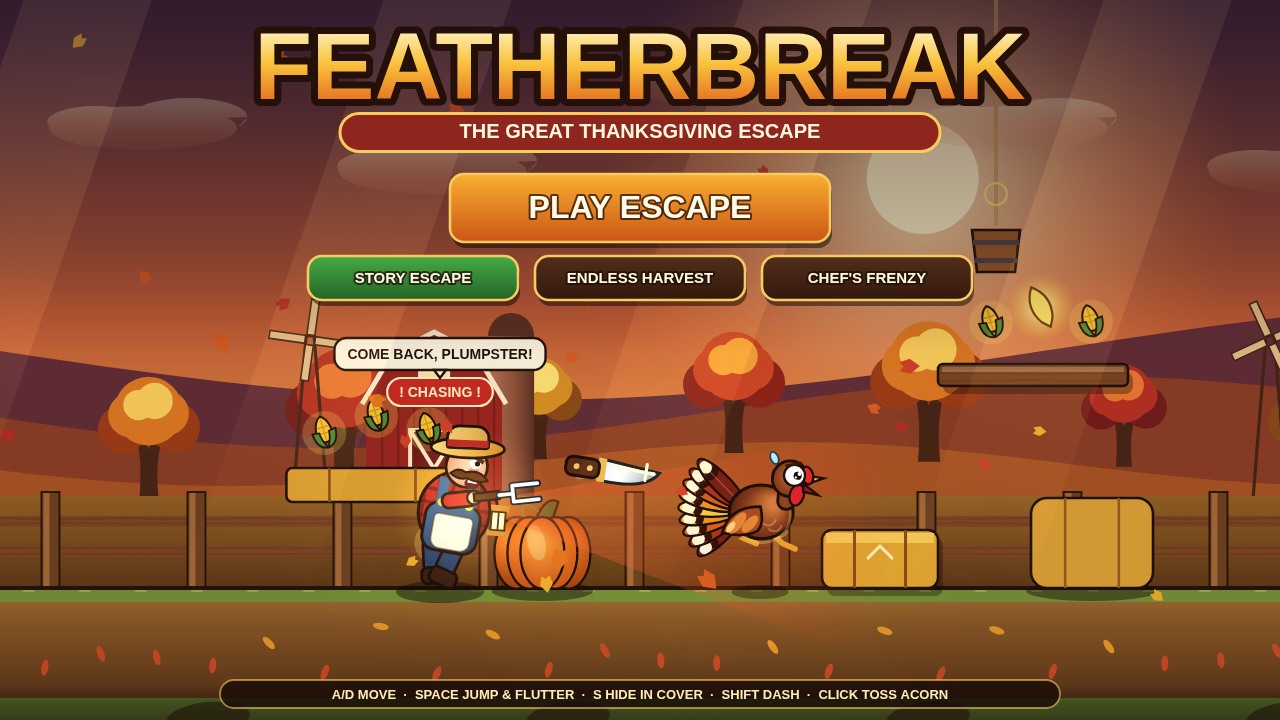 FEATHERBREAK
THE GREAT THANKSGIVING ESCAPE
PLAY ESCAPE
STORY ESCAPE
ENDLESS HARVEST
CHEF'S FRENZY
COME BACK, PLUMPSTER!
! CHASING !
A/D MOVE · SPACE JUMP & FLUTTER · S HIDE IN COVER · SHIFT DASH · CLICK TOSS ACORN